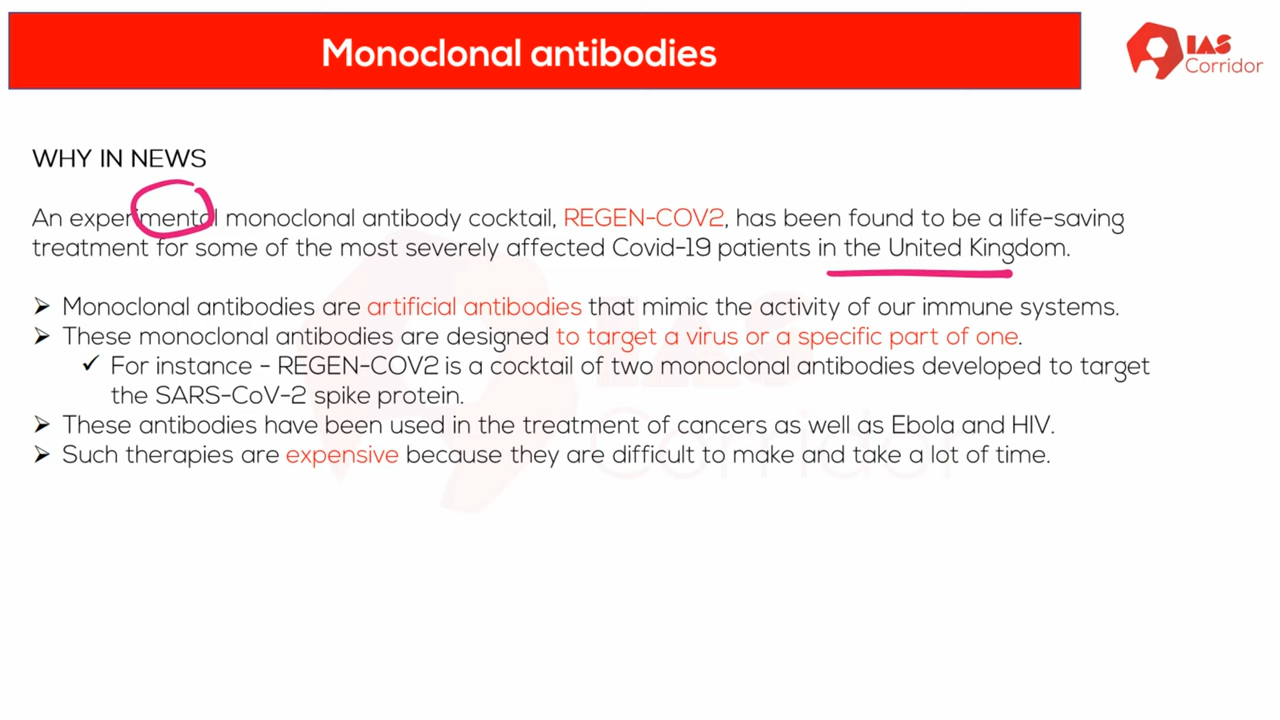 Monoclonal antibodies
IAS
Corridor
WHY IN NEWS
An experimental monoclonal antibody cocktail, REGEN-COV2, has been found to be a life-saving
treatment for some of the most severely affected Covid-19 patients in the United Kingdom.
➤ Monoclonal antibodies are artificial antibodies that mimic the activity of our immune systems.
➤ These monoclonal antibodies are designed to target a virus or a specific part of one.
✓ For instance – REGEN-COV2 is a cocktail of two monoclonal antibodies developed to target
the SARS-CoV-2 spike protein.
➤ These antibodies have been used in the treatment of cancers as well as Ebola and HIV.
➤ Such therapies are expensive because they are difficult to make and take a lot of time.
IAS
Corridor